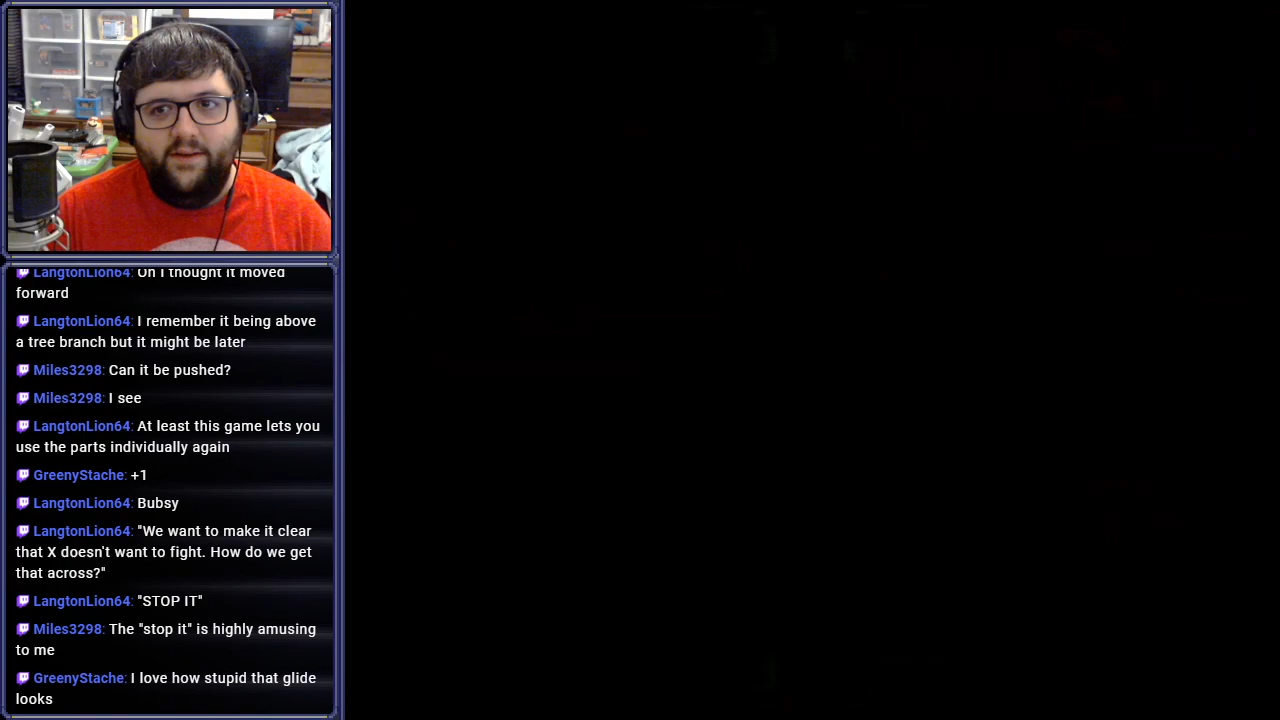 LangtonLion64: Oh I thought it moved
forward
LangtonLion64: I remember it being above
a tree branch but it might be later
Miles3298: Can it be pushed?
Miles3298: I see
LangtonLion64: At least this game lets you
use the parts individually again
GreenyStache: +1
LangtonLion64: Bubsy
LangtonLion64: "We want to make it clear
that X doesn't want to fight. How do we get
that across?"
LangtonLion64: "STOP IT"
Miles3298: The "stop it" is highly amusing
to me
GreenyStache: I love how stupid that glide
looks